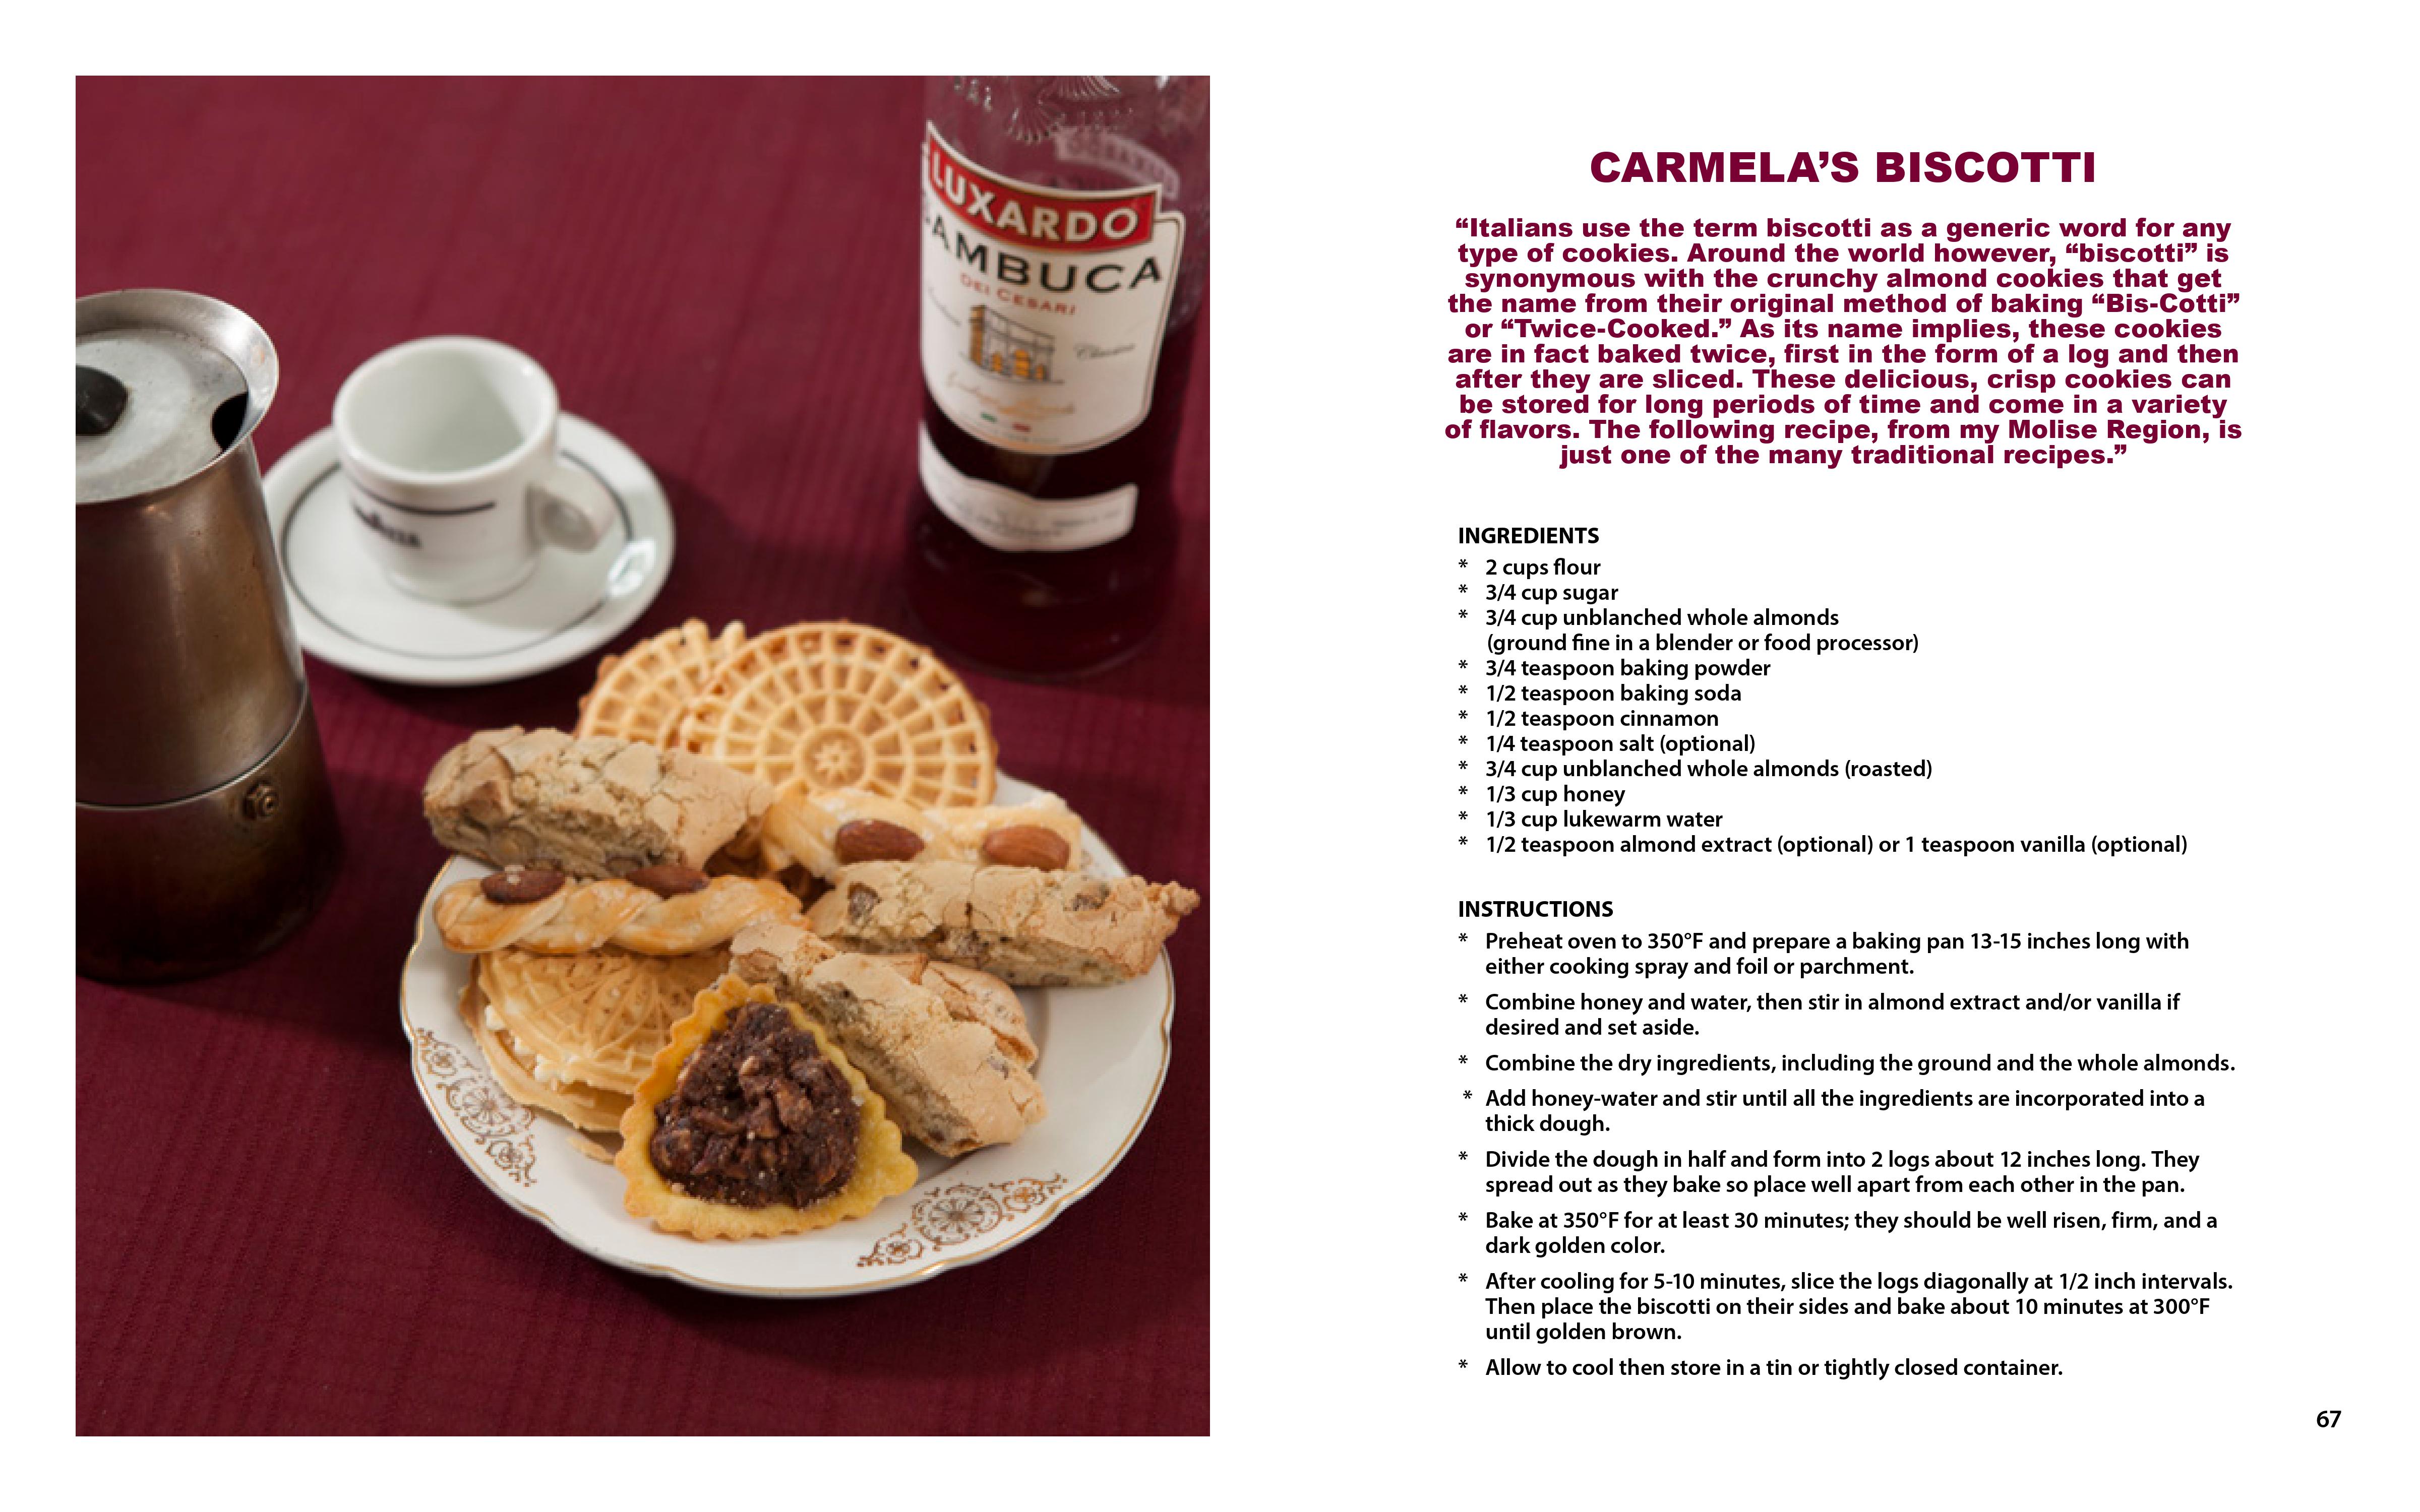 LUXARDO
AMBUCA
DEI CESARI
CARMELA’S BISCOTTI
“Italians use the term biscotti as a generic word for any
type of cookies. Around the world however, “biscotti” is
synonymous with the crunchy almond cookies that get
the name from their original method of baking “Bis-Cotti”
or “Twice-Cooked.” As its name implies, these cookies
are in fact baked twice, first in the form of a log and then
after they are sliced. These delicious, crisp cookies can
be stored for long periods of time and come in a variety
of flavors. The following recipe, from my Molise Region, is
just one of the many traditional recipes.”
INGREDIENTS
* 2 cups flour
* 3/4 cup sugar
* 3/4 cup unblanched whole almonds
(ground fine in a blender or food processor)
* 3/4 teaspoon baking powder
* 1/2 teaspoon baking soda
* 1/2 teaspoon cinnamon
* 1/4 teaspoon salt (optional)
* 3/4 cup unblanched whole almonds (roasted)
* 1/3 cup honey
* 1/3 cup lukewarm water
* 1/2 teaspoon almond extract (optional) or 1 teaspoon vanilla (optional)
INSTRUCTIONS
* Preheat oven to 350°F and prepare a baking pan 13-15 inches long with
either cooking spray and foil or parchment.
* Combine honey and water, then stir in almond extract and/or vanilla if
desired and set aside.
* Combine the dry ingredients, including the ground and the whole almonds.
* Add honey-water and stir until all the ingredients are incorporated into a
thick dough.
* Divide the dough in half and form into 2 logs about 12 inches long. They
spread out as they bake so place well apart from each other in the pan.
* Bake at 350°F for at least 30 minutes; they should be well risen, firm, and a
dark golden color.
* After cooling for 5-10 minutes, slice the logs diagonally at 1/2 inch intervals.
Then place the biscotti on their sides and bake about 10 minutes at 300°F
until golden brown.
* Allow to cool then store in a tin or tightly closed container.
67